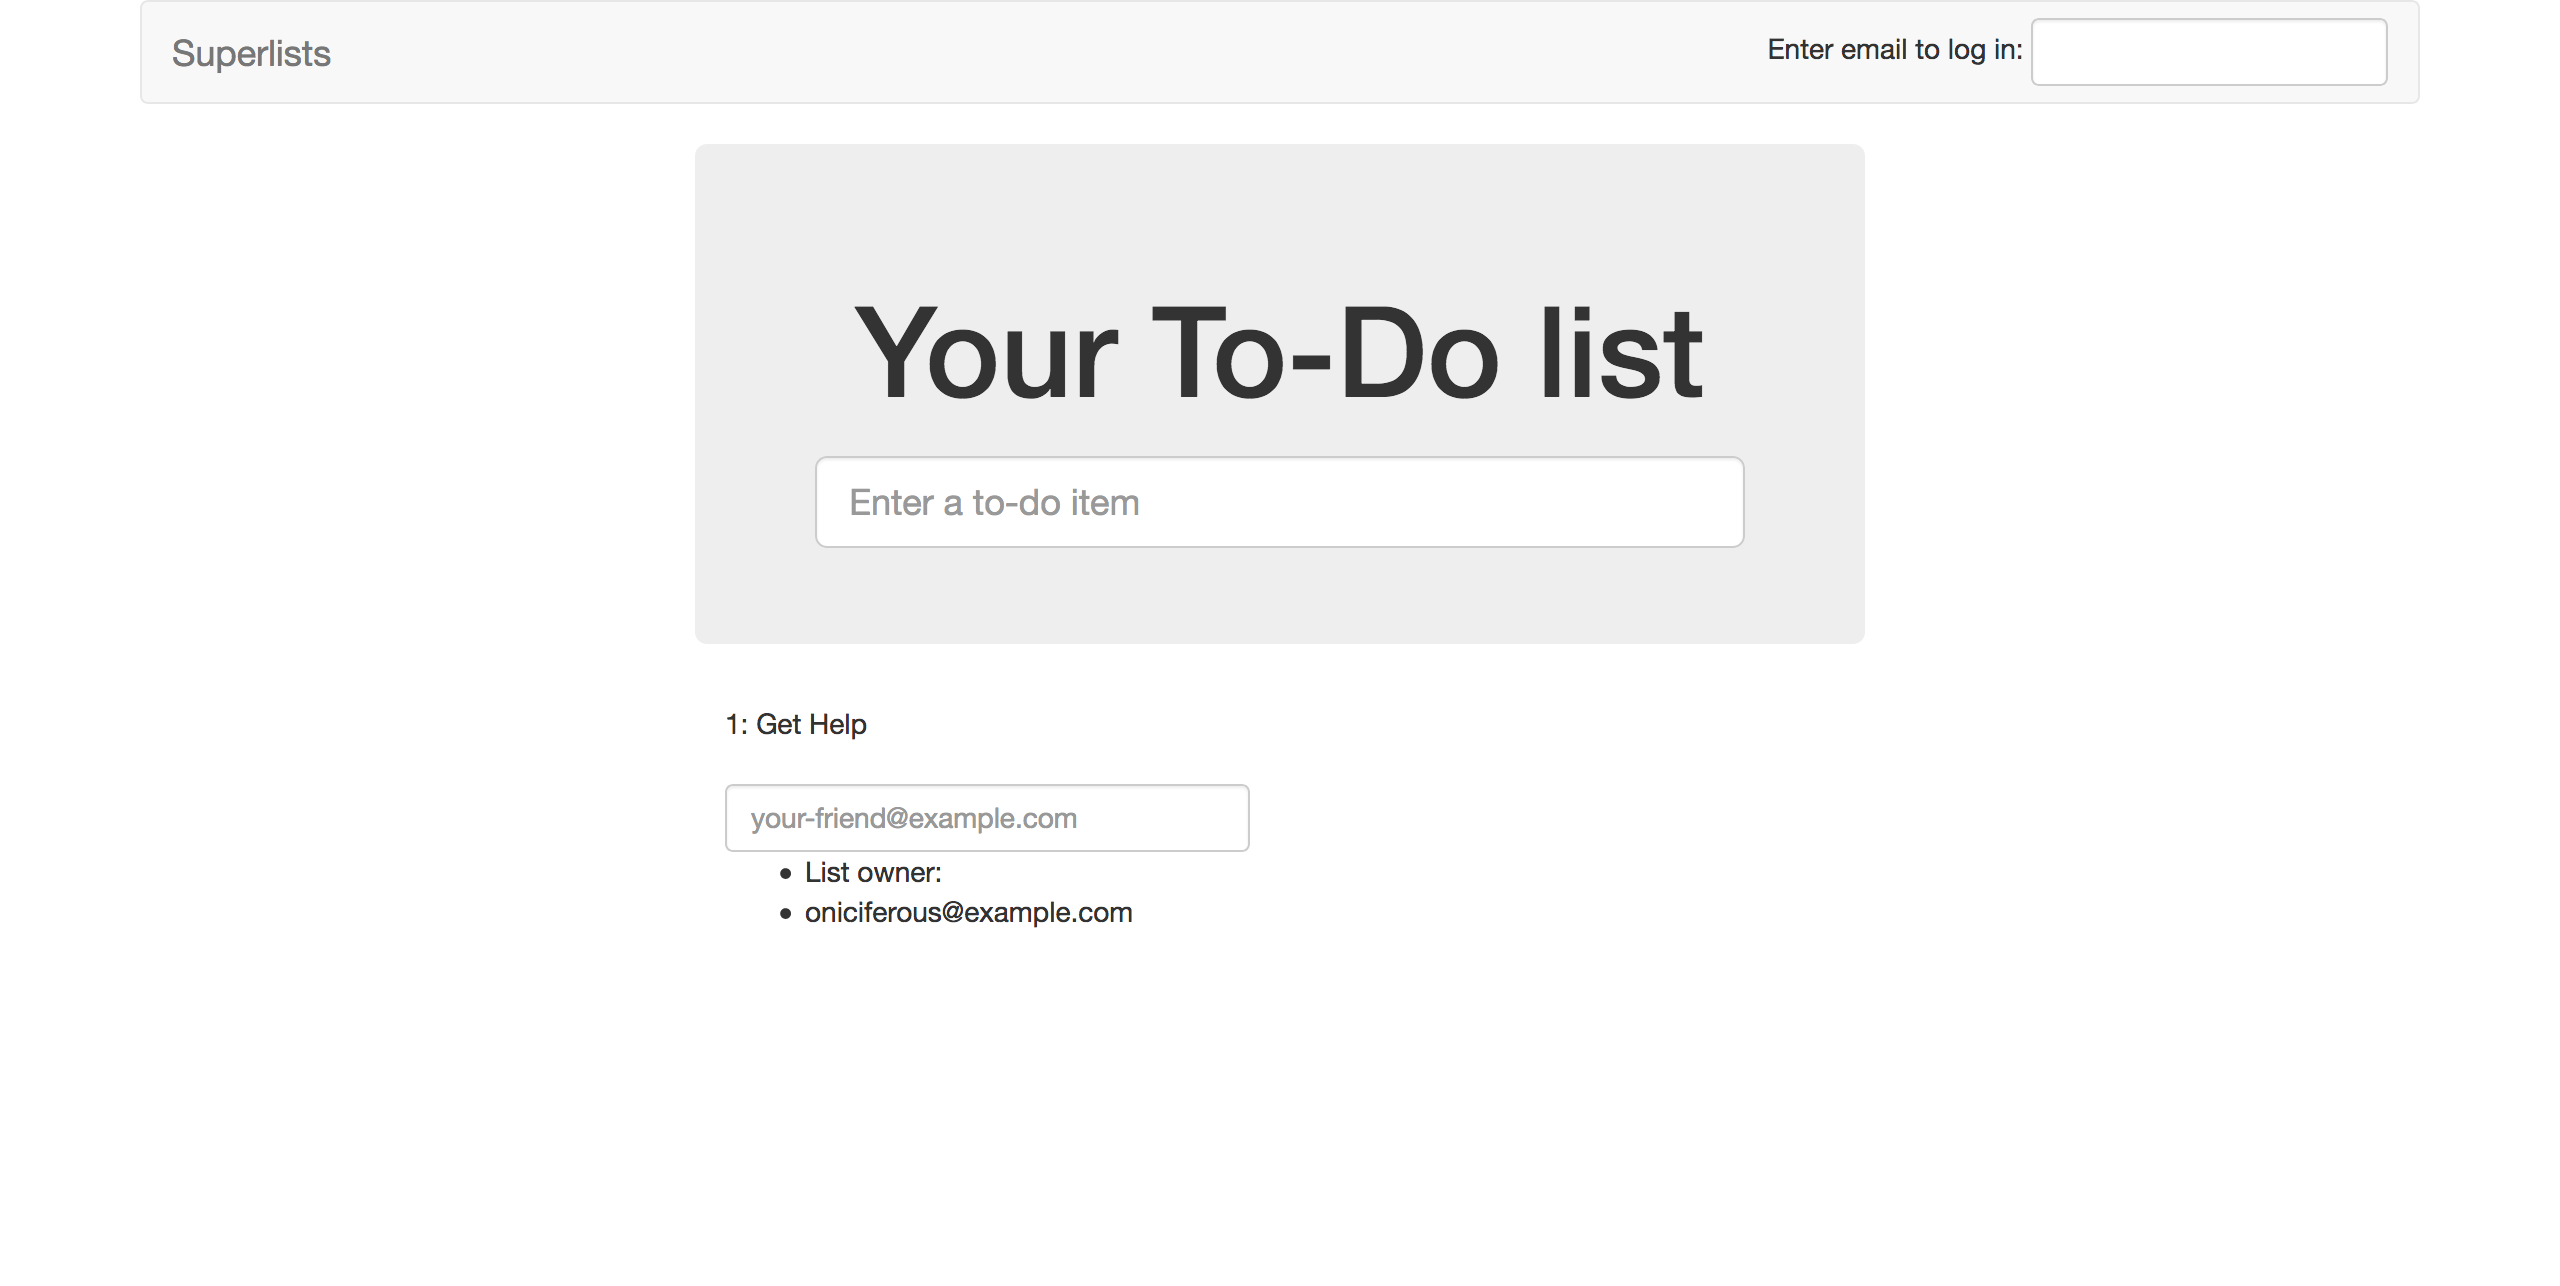 Superlists
Enter email to log in:
Your To-Do list
Enter a to-do item
1: Get Help
your-friend@example.com
List owner:
oniciferous@example.com